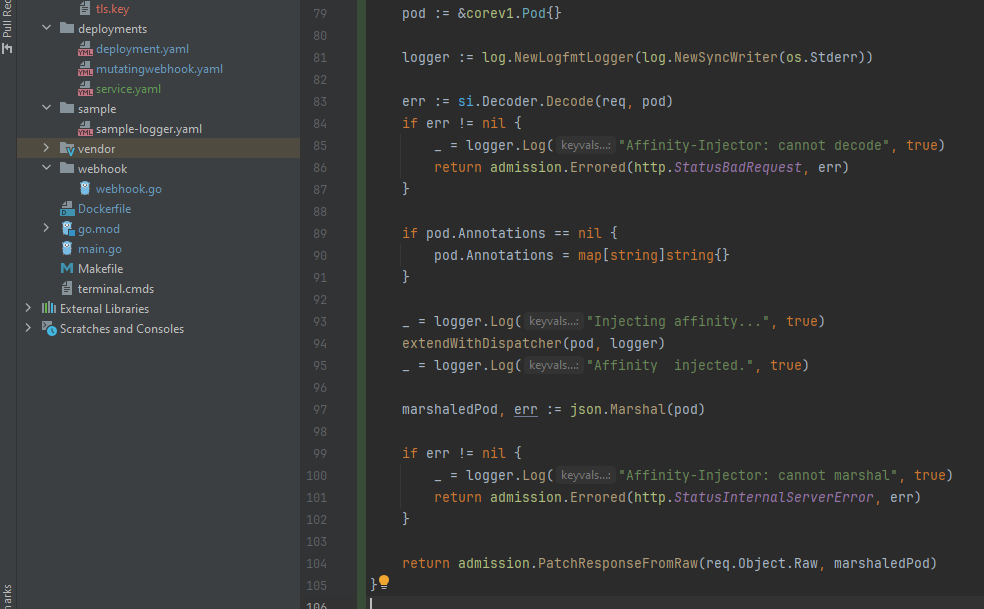 Pull Rec
tls.key
deployments
deployment.yaml
mutatingwebhook.yaml
service.yaml
sample
sample-logger.yaml
vendor
webhook
webhook.go
Dockerfile
go.mod
main.go
Makefile
terminal.cmds
External Libraries
Scratches and Consoles
marks
79 pod := &corev1.Pod{}
80
81 logger := log.NewLogfmtLogger(log.NewSyncWriter(os.Stderr))
82
83 err := si.Decoder.Decode(req, pod)
84 if err != nil {
85 _ = logger.Log( keyvals...: "Affinity-Injector: cannot decode", true)
86 return admission.Errored(http.StatusBadRequest, err)
87 }
88
89 if pod.Annotations == nil {
90 pod.Annotations = map[string]string{}
91 }
92
93 _ = logger.Log( keyvals...: "Injecting affinity...", true)
94 extendWithDispatcher(pod, logger)
95 _ = logger.Log( keyvals...: "Affinity  injected.", true)
96
97 marshaledPod, err := json.Marshal(pod)
98
99 if err != nil {
100 _ = logger.Log( keyvals...: "Affinity-Injector: cannot marshal", true)
101 return admission.Errored(http.StatusInternalServerError, err)
102 }
103
104 return admission.PatchResponseFromRaw(req.Object.Raw, marshaledPod)
105 }
106